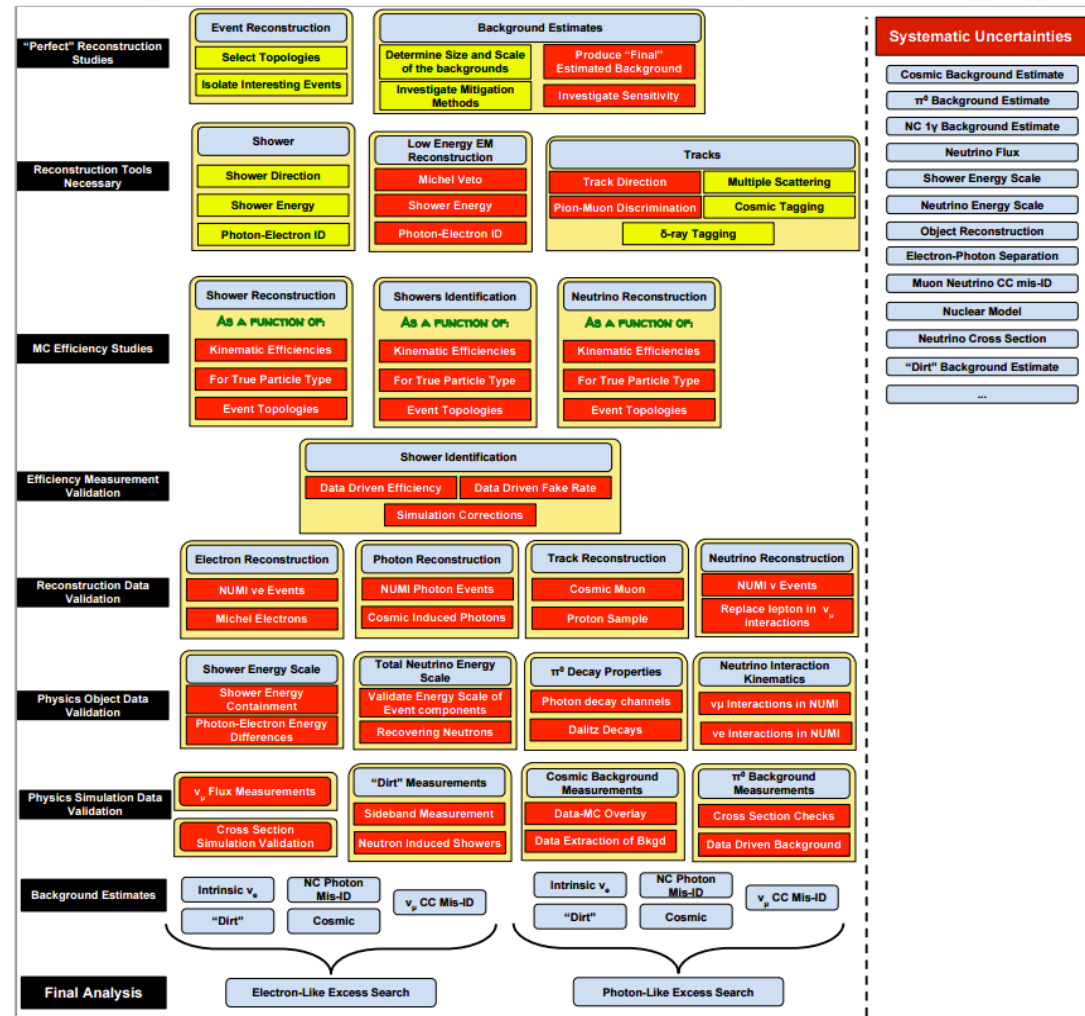 "Perfect" Reconstruction
Studies
Event Reconstruction
Select Topologies
Isolate Interesting Events
Background Estimates
Determine Size and Scale
of the backgrounds
Investigate Mitigation
Methods
Produce "Final"
Estimated Background
Investigate Sensitivity
Reconstruction Tools
Necessary
Shower
Shower Direction
Shower Energy
Photon-Electron ID
Low Energy EM
Reconstruction
Michel Veto
Shower Energy
Photon-Electron ID
Tracks
Track Direction
Multiple Scattering
Pion-Muon Discrimination
Cosmic Tagging
δ-ray Tagging
MC Efficiency Studies
Shower Reconstruction
As a function of:
Kinematic Efficiencies
For True Particle Type
Event Topologies
Showers Identification
As a function of:
Kinematic Efficiencies
For True Particle Type
Event Topologies
Neutrino Reconstruction
As a function of:
Kinematic Efficiencies
For True Particle Type
Event Topologies
Efficiency Measurement
Validation
Shower Identification
Data Driven Efficiency
Data Driven Fake Rate
Simulation Corrections
Reconstruction Data
Validation
Electron Reconstruction
NUMI νe Events
Michel Electrons
Photon Reconstruction
NUMI Photon Events
Cosmic Induced Photons
Track Reconstruction
Cosmic Muon
Proton Sample
Neutrino Reconstruction
NUMI ν Events
Replace lepton in νμ
interactions
Physics Object Data
Validation
Shower Energy Scale
Shower Energy
Containment
Photon-Electron Energy
Differences
Total Neutrino Energy
Scale
Validate Energy Scale of
Event components
Recovering Neutrons
π⁰ Decay Properties
Photon decay channels
Dalitz Decays
Neutrino Interaction
Kinematics
νμ Interactions in NUMI
νe Interactions in NUMI
Physics Simulation Data
Validation
νμ Flux Measurements
Cross Section
Simulation Validation
"Dirt" Measurements
Sideband Measurement
Neutron Induced Showers
Cosmic Background
Measurements
Data-MC Overlay
Data Extraction of Bkgd
π⁰ Background
Measurements
Cross Section Checks
Data Driven Background
Background Estimates
Intrinsic νe
NC Photon
Mis-ID
νμ CC Mis-ID
"Dirt"
Cosmic
Intrinsic νe
NC Photon
Mis-ID
νμ CC Mis-ID
"Dirt"
Cosmic
Final Analysis
Electron-Like Excess Search
Photon-Like Excess Search
Systematic Uncertainties
Cosmic Background Estimate
π⁰ Background Estimate
NC 1γ Background Estimate
Neutrino Flux
Shower Energy Scale
Neutrino Energy Scale
Object Reconstruction
Electron-Photon Separation
Muon Neutrino CC mis-ID
Nuclear Model
Neutrino Cross Section
"Dirt" Background Estimate
...